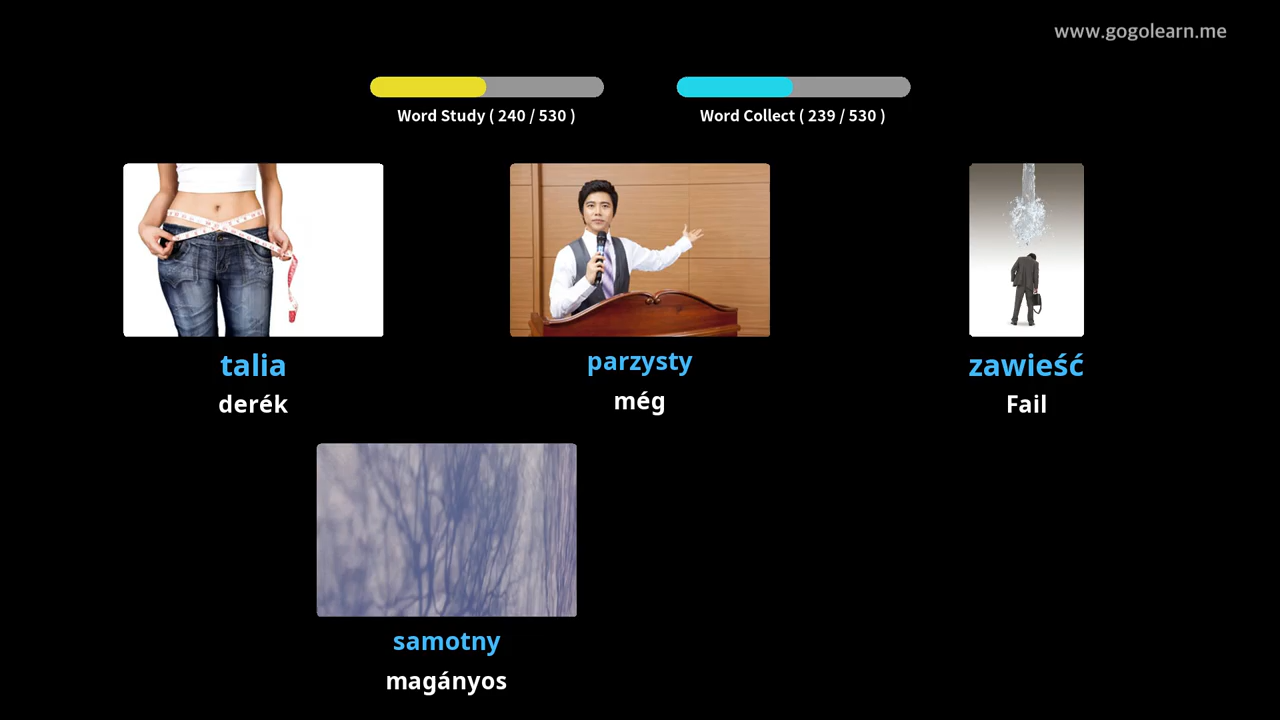 www.gogolearn.me
Word Study ( 240 / 530 )
Word Collect ( 239 / 530 )
talia
derék
parzysty
még
zawieść
Fail
samotny
magányos